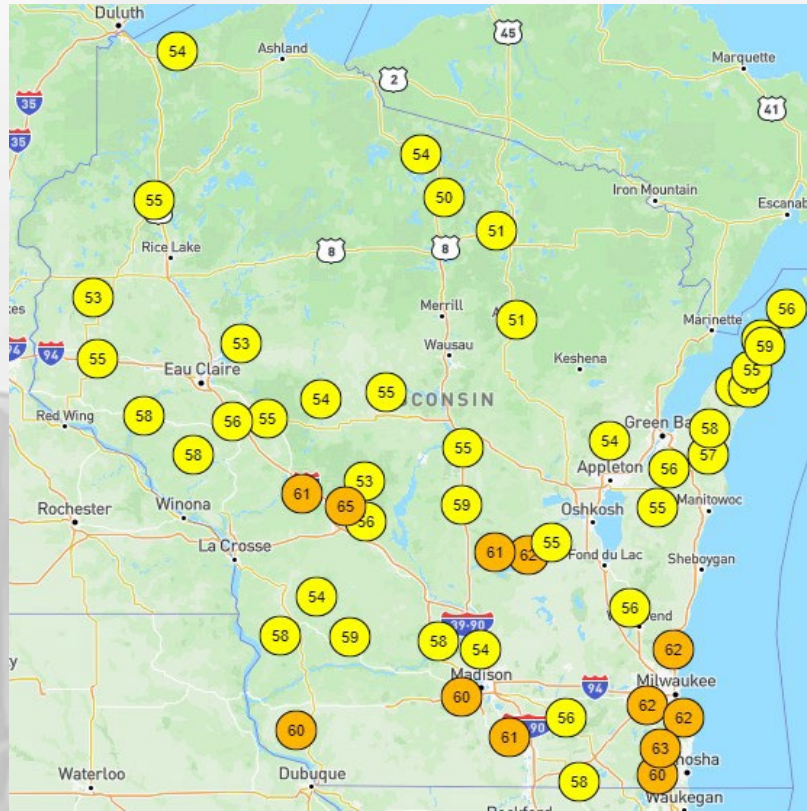 Duluth
54
Ashland
45
Marquette
2
35
41
35
54
Iron Mountain
Escanab
55
50
51
Rice Lake
8
8
53
Merrill
51
56
Marinette
59
94
53
Wausau
55
Eau Claire
Keshena
55
54
55
CONSIN
58
56
55
Red Wing
58
Green Ba
54
55
58
57
Appleton
56
61
53
65
59
55
Manitowoc
Rochester
Winona
56
Oshkosh
La Crosse
61
62
55
Fond du Lac
Sheboygan
54
56
end
39-90
58
59
58
54
62
Madison
94
Milwaukee
60
62
60
61
90
56
62
63
nosha
60
Waterloo
Dubuque
58
Waukegan